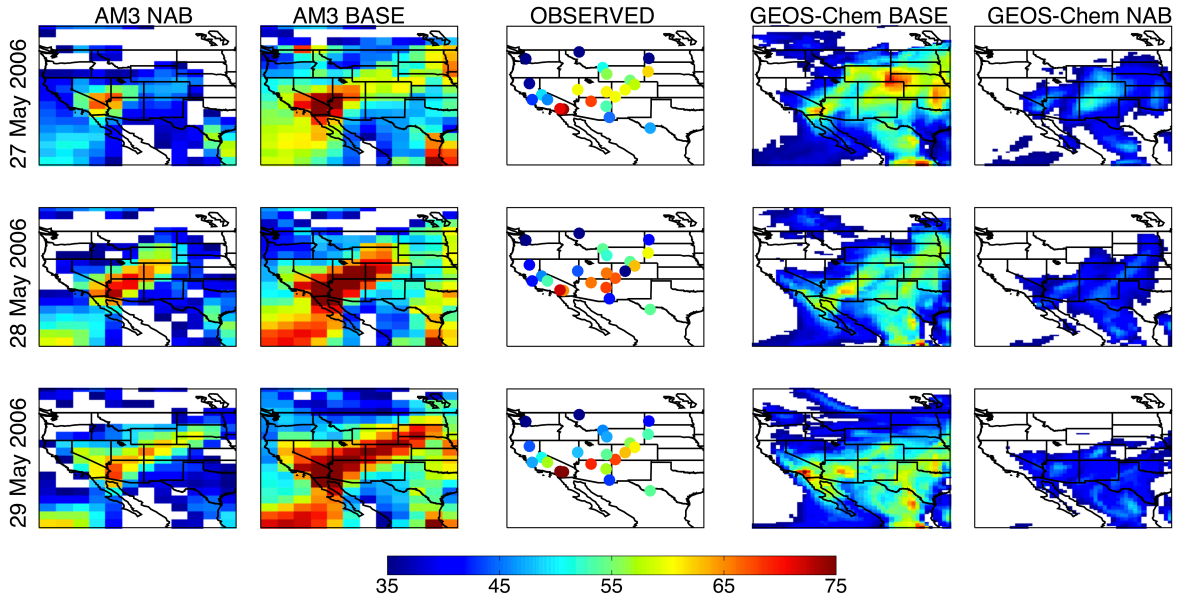 AM3 NAB AM3 BASE OBSERVED GEOS-Chem BASE GEOS-Chem NAB
27 May 2006
28 May 2006
29 May 2006
35 45 55 65 75